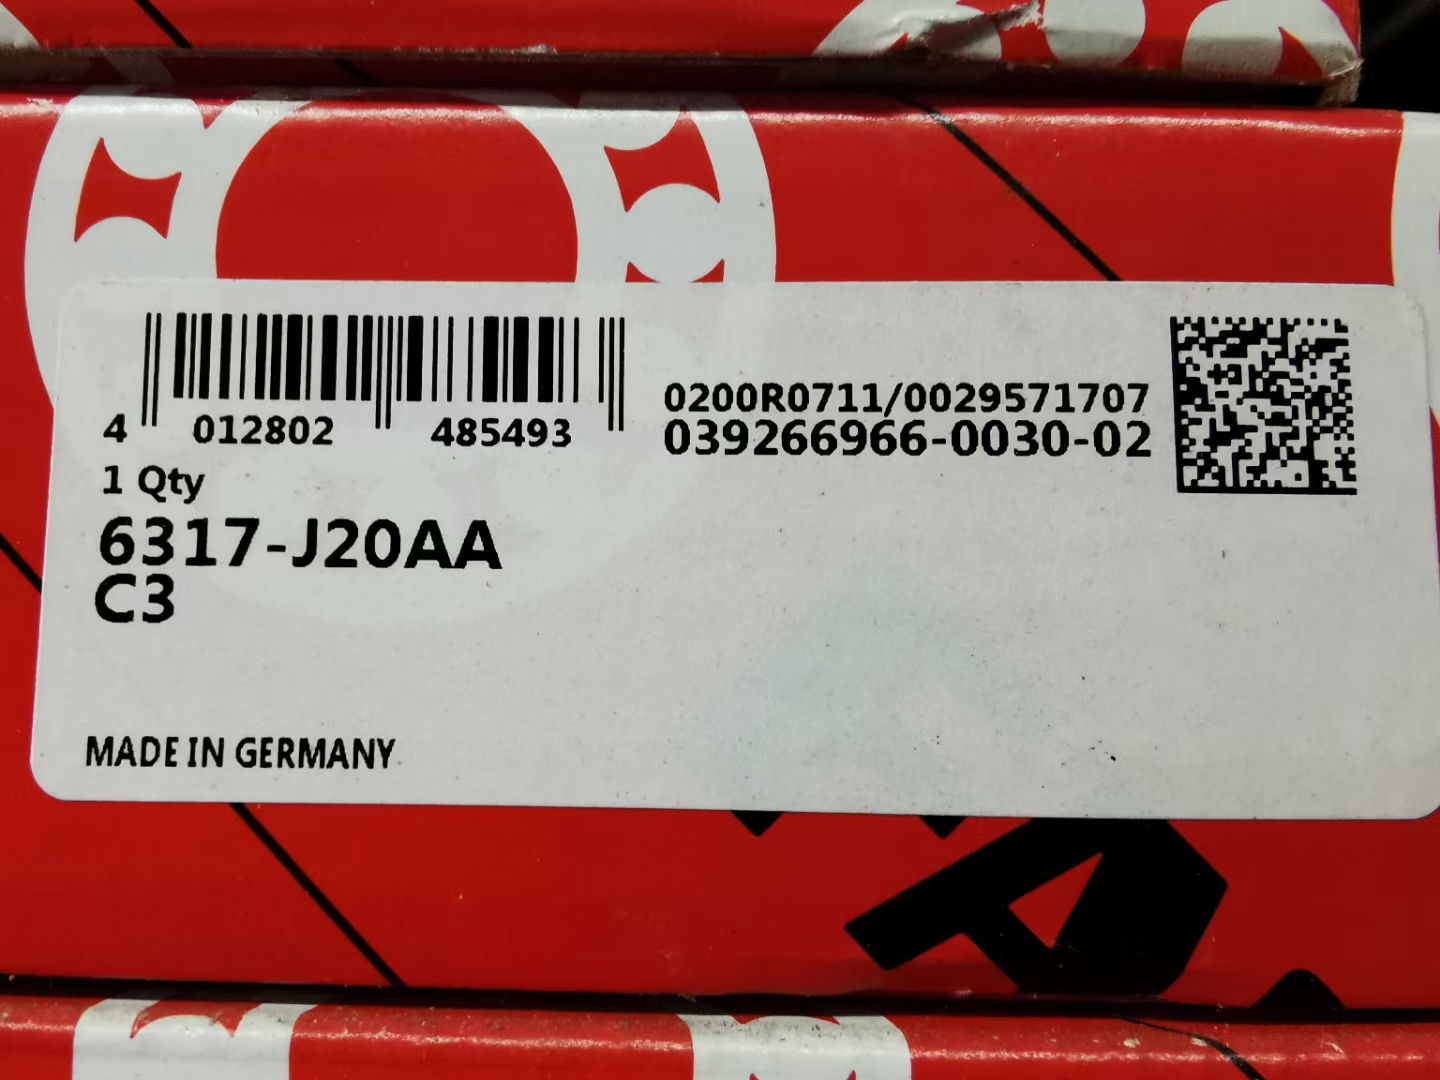 4 012802 485493
0200R0711/0029571707
039266966-0030-02
1 Qty
6317-J20AA
C3
MADE IN GERMANY